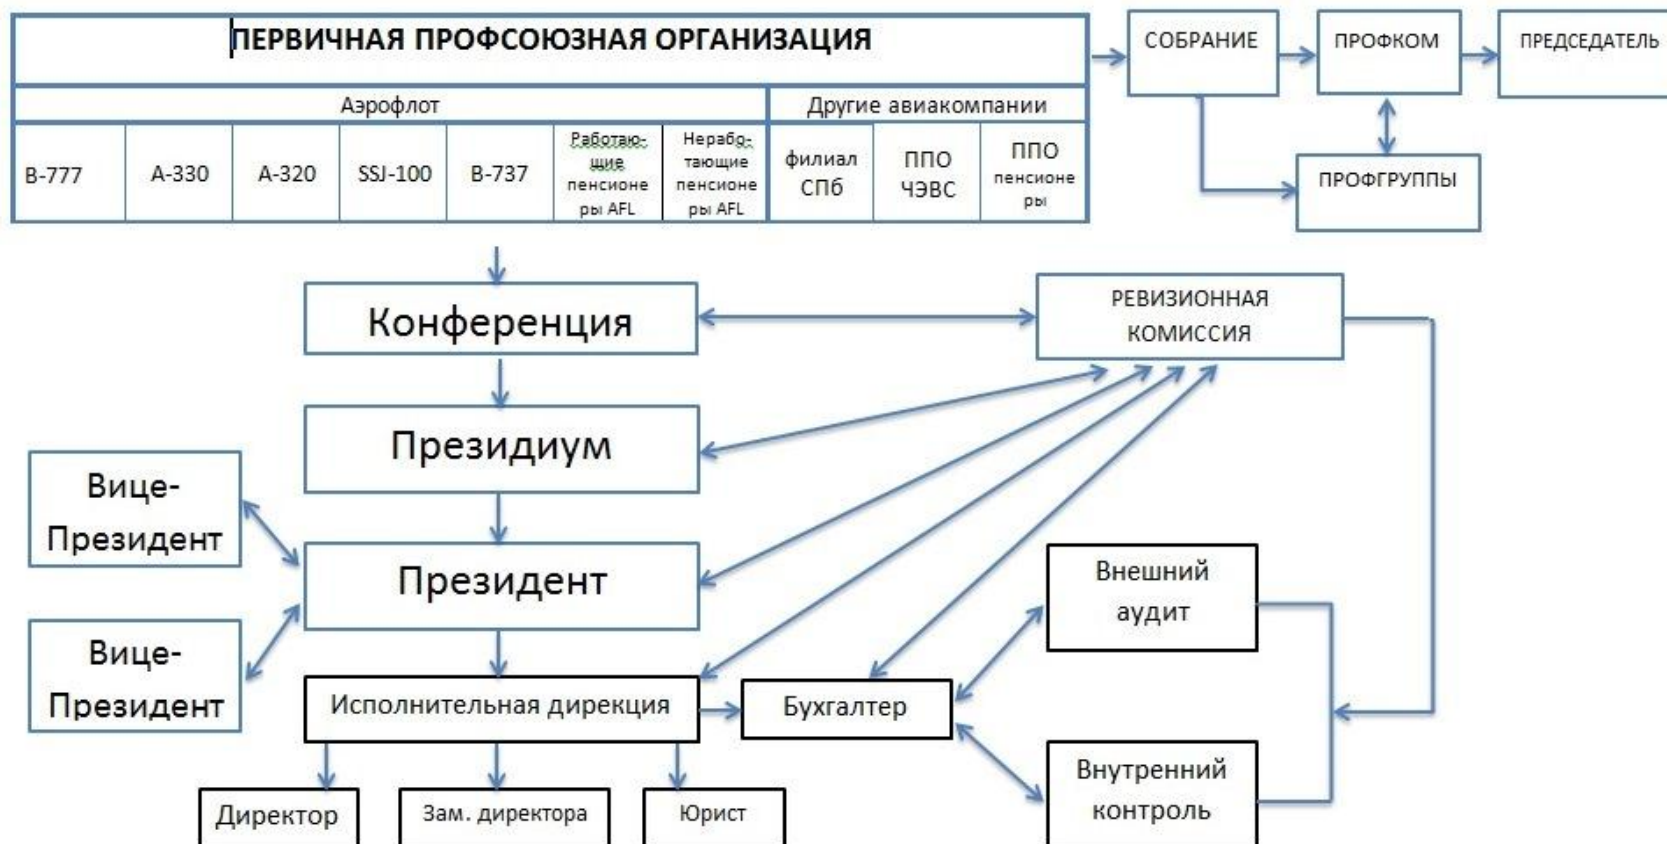 ПЕРВИЧНАЯ ПРОФСОЮЗНАЯ ОРГАНИЗАЦИЯ
СОБРАНИЕ
ПРОФКОМ
ПРЕДСЕДАТЕЛЬ
Аэрофлот
Другие авиакомпании
В-777
А-330
А-320
SSJ-100
В-737
Работаю-
щие
пенсионе
ры AFL
Нерабо-
тающие
пенсионе
ры AFL
филиал
СПб
ППО
ЧЭВС
ППО
пенсионе
ры
ПРОФГРУППЫ
Конференция
РЕВИЗИОННАЯ
КОМИССИЯ
Президиум
Вице-
Президент
Президент
Вице-
Президент
Внешний
аудит
Исполнительная дирекция
Бухгалтер
Внутренний
контроль
Директор
Зам. директора
Юрист